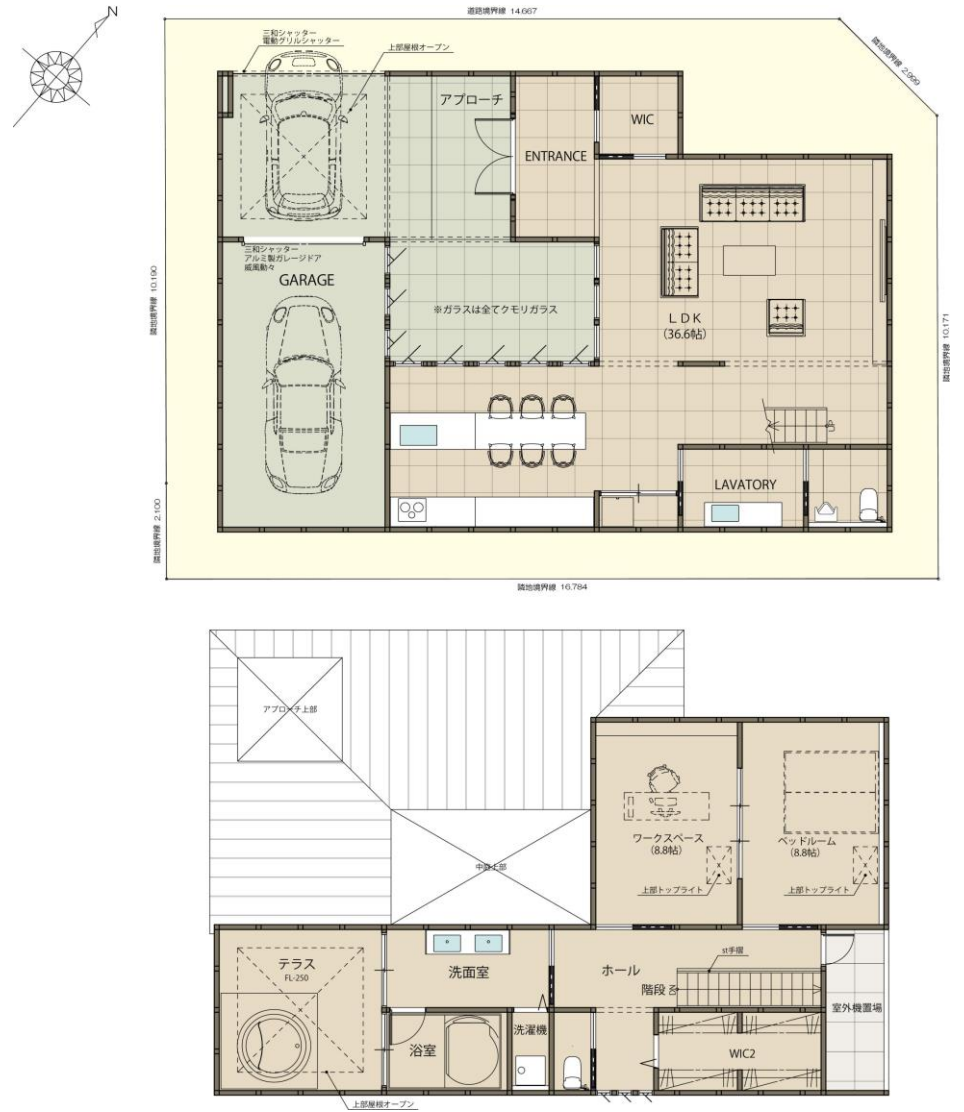 N
道路境界線 14.667
隣地境界線 2.909
三和シャッター
電動グリルシャッター
上部屋根オープン
アプローチ
ENTRANCE
WIC
三和シャッター
アルミ製ガレージドア
威風動々
GARAGE
※ガラスは全てクモリガラス
LDK
(36.6帖)
隣地境界線 10.190
隣地境界線 10.171
LAVATORY
隣地境界線 2.100
隣地境界線 16.784
アプローチ上部
中庭上部
ワークスペース
(8.8帖)
上部トップライト
ベッドルーム
(8.8帖)
上部トップライト
テラス
FL-250
洗面室
ホール
st手摺
階段
室外機置場
浴室
洗濯機
WIC2
上部屋根オープン